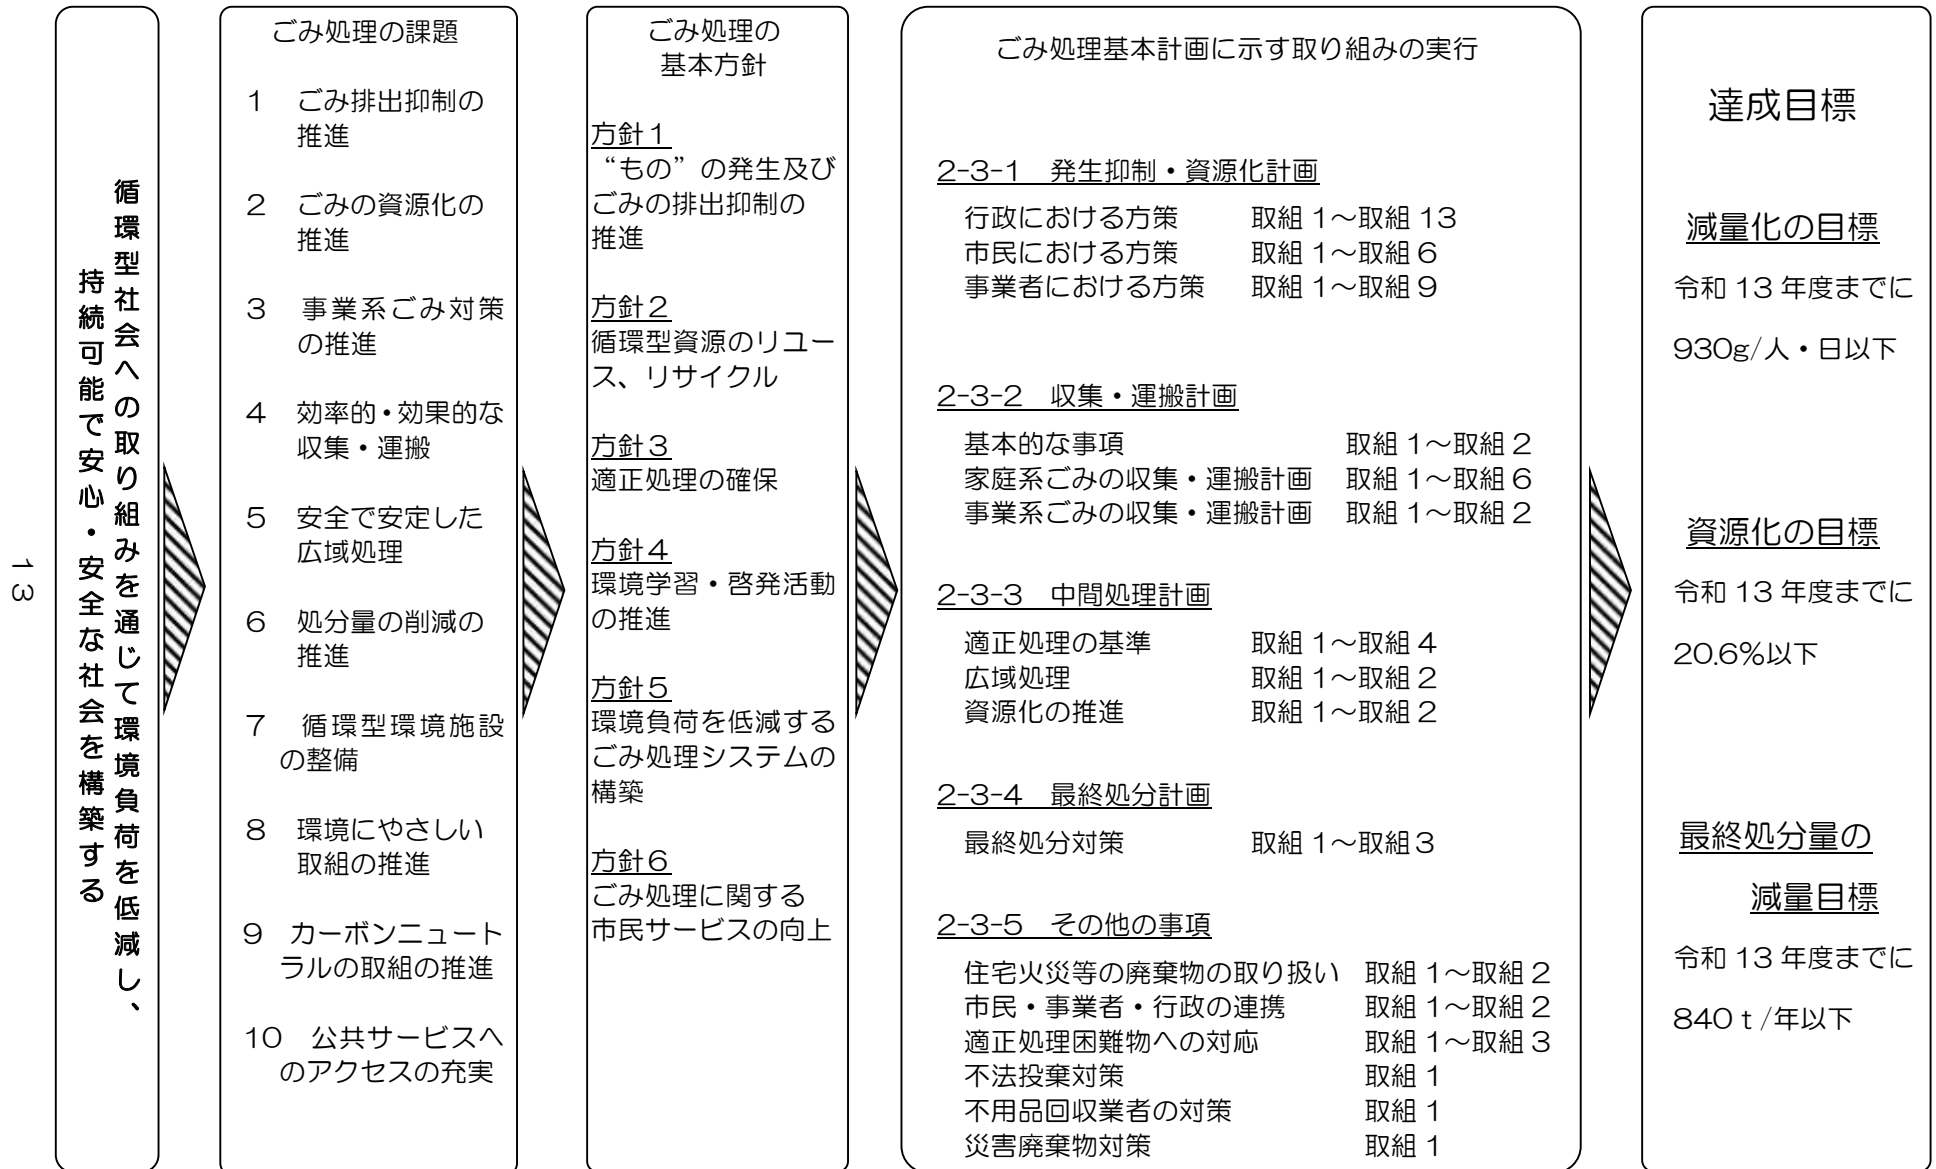 循環型社会への取り組みを通じて環境負荷を低減し、
持続可能で安心・安全な社会を構築する
ごみ処理の課題
1 ごみ排出抑制の
推進
2 ごみの資源化の
推進
3 事業系ごみ対策
の推進
4 効率的・効果的な
収集・運搬
5 安全で安定した
広域処理
6 処分量の削減の
推進
7 循環型環境施設
の整備
8 環境にやさしい
取組の推進
9 カーボンニュート
ラルの取組の推進
10 公共サービスへ
のアクセスの充実
ごみ処理の
基本方針
方針1
“もの”の発生及び
ごみの排出抑制の
推進
方針2
循環型資源のリユー
ス、リサイクル
方針3
適正処理の確保
方針4
環境学習・啓発活動
の推進
方針5
環境負荷を低減する
ごみ処理システムの
構築
方針6
ごみ処理に関する
市民サービスの向上
ごみ処理基本計画に示す取り組みの実行
2-3-1 発生抑制・資源化計画
行政における方策 取組 1~取組 13
市民における方策 取組 1~取組 6
事業者における方策 取組 1~取組 9
2-3-2 収集・運搬計画
基本的な事項 取組 1~取組 2
家庭系ごみの収集・運搬計画 取組 1~取組 6
事業系ごみの収集・運搬計画 取組 1~取組 2
2-3-3 中間処理計画
適正処理の基準 取組 1~取組 4
広域処理 取組 1~取組 2
資源化の推進 取組 1~取組 2
2-3-4 最終処分計画
最終処分対策 取組 1~取組3
2-3-5 その他の事項
住宅火災等の廃棄物の取り扱い 取組 1~取組 2
市民・事業者・行政の連携 取組 1~取組 2
適正処理困難物への対応 取組 1~取組 3
不法投棄対策 取組 1
不用品回収業者の対策 取組 1
災害廃棄物対策 取組 1
達成目標
減量化の目標
令和 13 年度までに
930g/人・日以下
資源化の目標
令和 13 年度までに
20.6%以下
最終処分量の
減量目標
令和 13 年度までに
840t/年以下
13